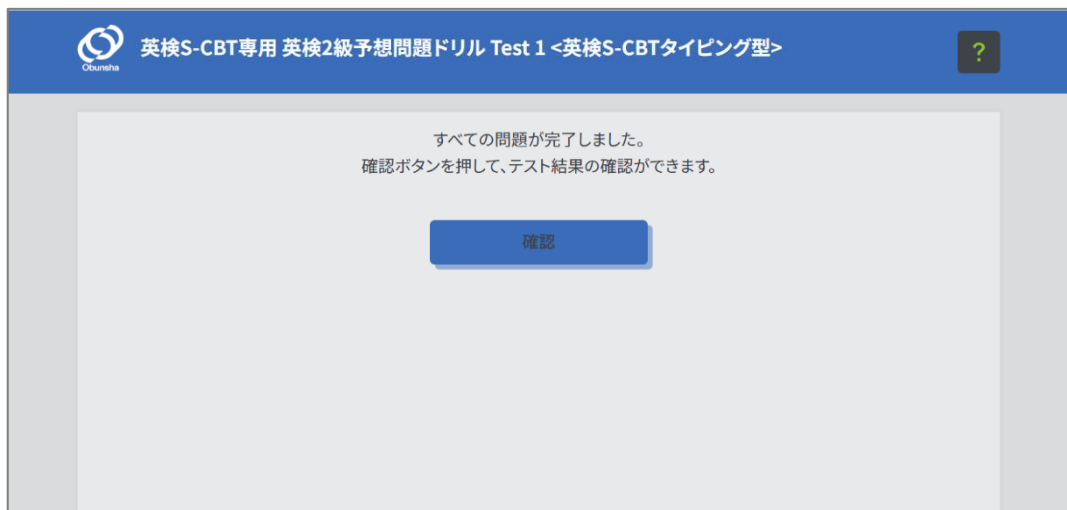 Obunsha
英検S-CBT専用 英検2級予想問題ドリル Test 1 <英検S-CBTタイピング型>
?
すべての問題が完了しました。
確認ボタンを押して、テスト結果の確認ができます。
確認